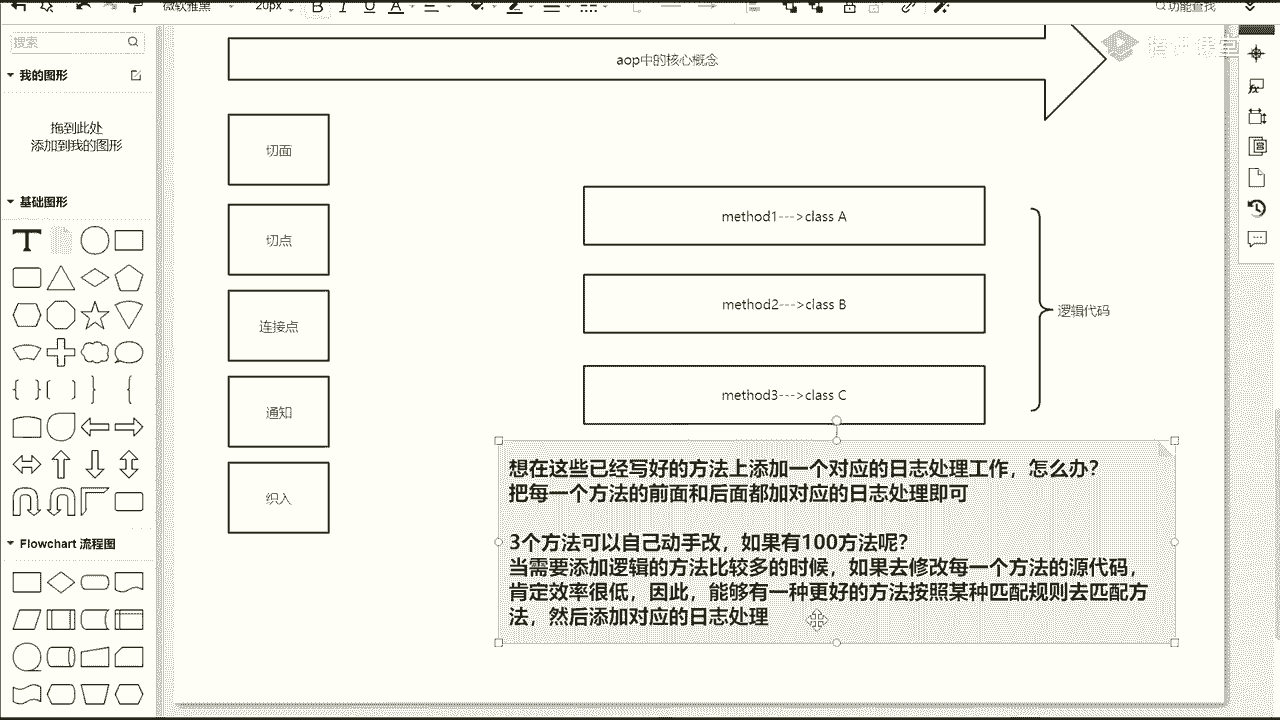 微软雅黑
20px
B I U A
功能查找
搜索
我的图形
拖到此处
添加到我的图形
基础图形
T
Flowchart 流程图
aop中的核心概念
腾讯课堂
切面
切点
连接点
通知
织入
method1--->class A
method2--->class B
method3--->class C
逻辑代码
想在这些已经写好的方法上添加一个对应的日志处理工作，怎么办?
把每一个方法的前面和后面都加对应的日志处理即可
3个方法可以自己动手改，如果有100方法呢?
当需要添加逻辑的方法比较多的时候，如果去修改每一个方法的源代码，
肯定效率很低，因此，能够有一种更好的方法按照某种匹配规则去匹配方
法，然后添加对应的日志处理